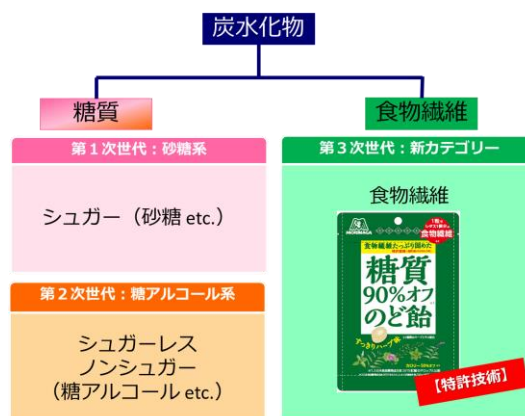 炭水化物
糖質
食物繊維
第1次世代：砂糖系
シュガー（砂糖 etc.）
第2次世代：糖アルコール系
シュガーレス
ノンシュガー
（糖アルコール etc.）
第3次世代：新カテゴリー
食物繊維
MORINAGA
食物繊維
食物繊維たっぷり固めた
糖質
90%オフ
のど飴
すっきりハーブ味
【特許技術】